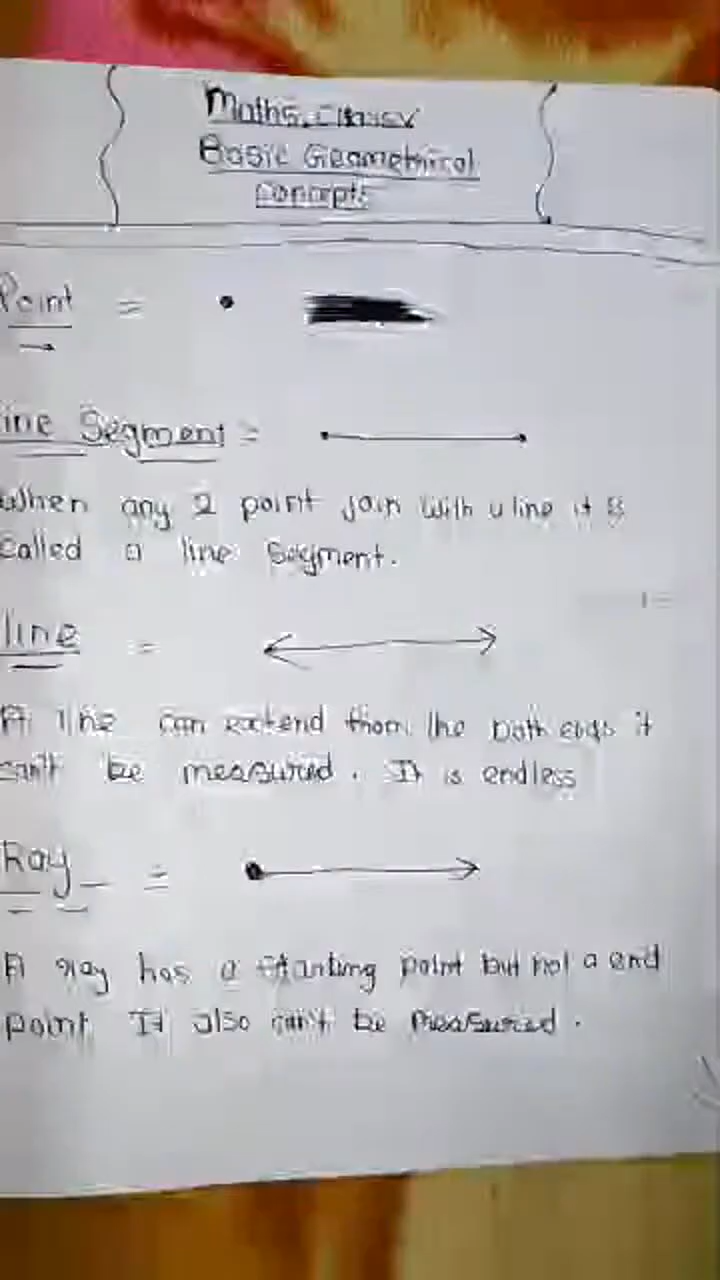 Maths, Class V
Basic Geometrical
Concepts
Point =
ine Segment =
When any 2 point join with a line it is
Called a line Segment.
line =
A line can extend from the both ends it
can't be measured. It is endless
Ray =
A ray has a starting point but not a end
point It also can't be measured.